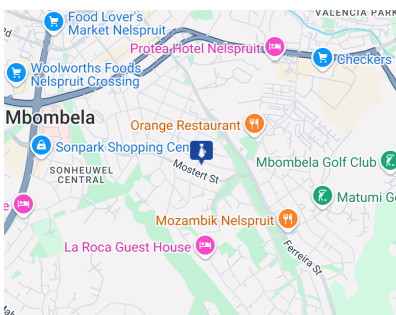 VALENCIA PARK
Food Lover's
Market Nelspruit
Protea Hotel Nelspruit
Checkers
Woolworths Foods
Nelspruit Crossing
Mbombela
Orange Restaurant
Sonpark Shopping Cen
Mbombela Golf Club
Mostert St
SONHEUWEL
CENTRAL
Matumi Go
e
Mozambik Nelspruit
La Roca Guest House
Ferreira St